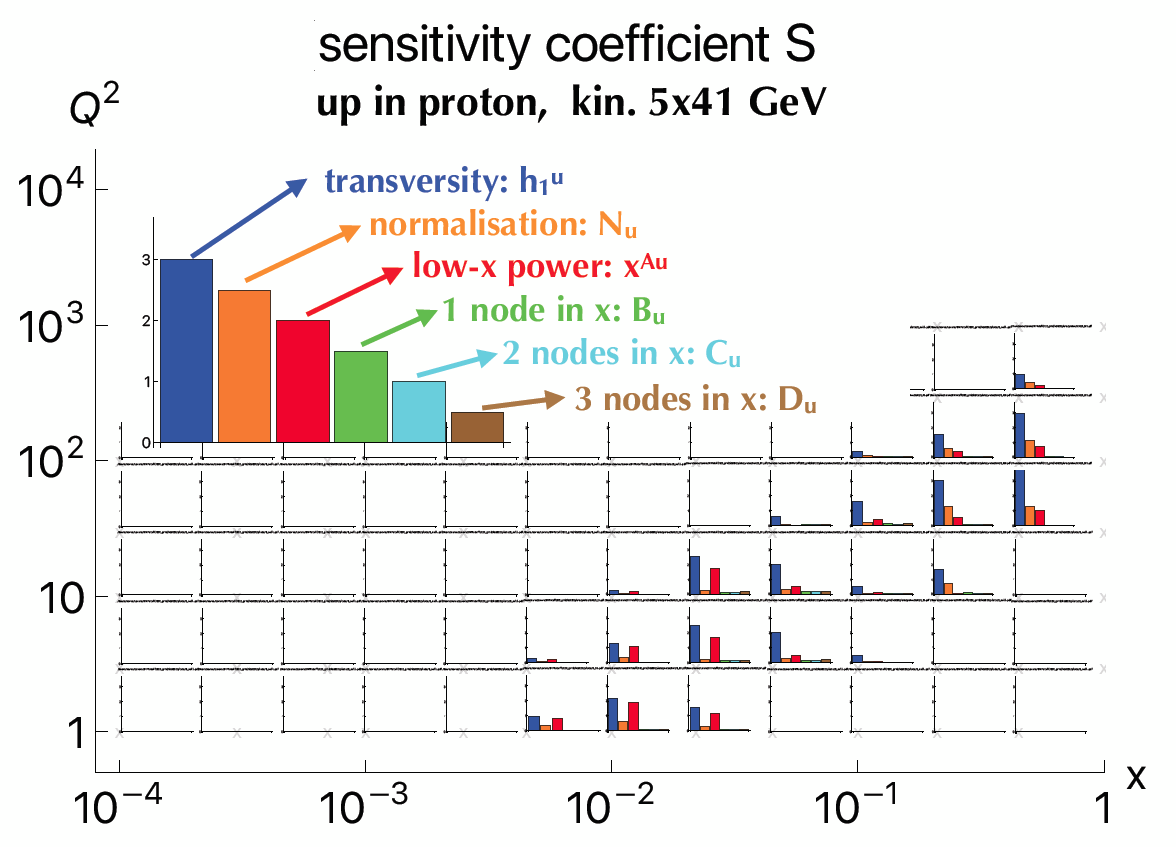 sensitivity coefficient S
up in proton, kin. 5x41 GeV
Q²
10⁴
transversity: h₁ᵘ
normalisation: Nᵤ
low-x power: xᴬᵘ
3
1 node in x: Bᵤ
10³
2
2 nodes in x: Cᵤ
1
3 nodes in x: Dᵤ
0
10²
10
1
x
10⁻⁴ 10⁻³ 10⁻² 10⁻¹ 1